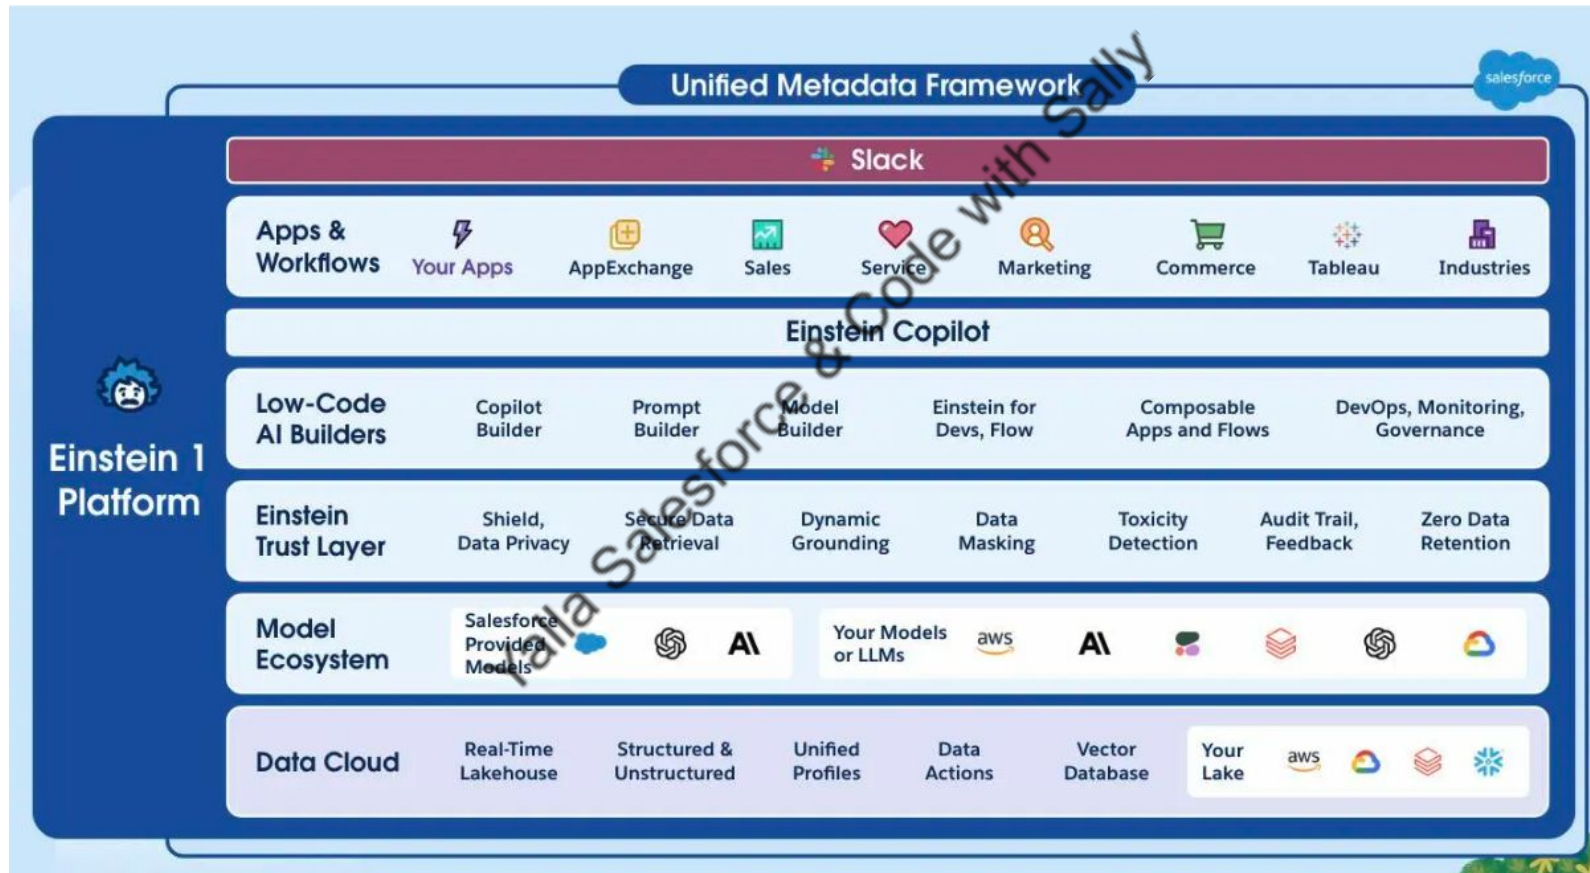 Unified Metadata Framework
salesforce
Slack
Apps &
Workflows
Your Apps
AppExchange
Sales
Service
Marketing
Commerce
Tableau
Industries
Einstein Copilot
Einstein 1
Platform
Low-Code
AI Builders
Copilot
Builder
Prompt
Builder
Model
Builder
Einstein for
Devs, Flow
Composable
Apps and Flows
DevOps, Monitoring,
Governance
Einstein
Trust Layer
Shield,
Data Privacy
Secure Data
Retrieval
Dynamic
Grounding
Data
Masking
Toxicity
Detection
Audit Trail,
Feedback
Zero Data
Retention
Model
Ecosystem
Salesforce
Provided
Models
AI
Your Models
or LLMs
aws
AI
Data Cloud
Real-Time
Lakehouse
Structured &
Unstructured
Unified
Profiles
Data
Actions
Vector
Database
Your
Lake
aws
Yalla Salesforce & Code with Sally